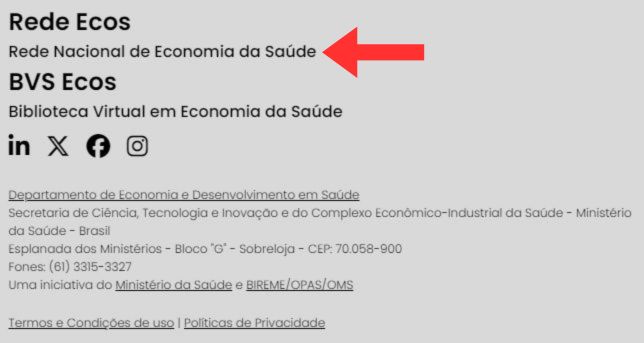 Rede Ecos
Rede Nacional de Economia da Saúde
BVS Ecos
Biblioteca Virtual em Economia da Saúde
Departamento de Economia e Desenvolvimento em Saúde
Secretaria de Ciência, Tecnologia e Inovação e do Complexo Econômico-Industrial da Saúde - Ministério
da Saúde - Brasil
Esplanada dos Ministérios - Bloco "G" - Sobreloja - CEP: 70.058-900
Fones: (61) 3315-3327
Uma iniciativa do Ministério da Saúde e BIREME/OPAS/OMS
Termos e Condições de uso | Políticas de Privacidade